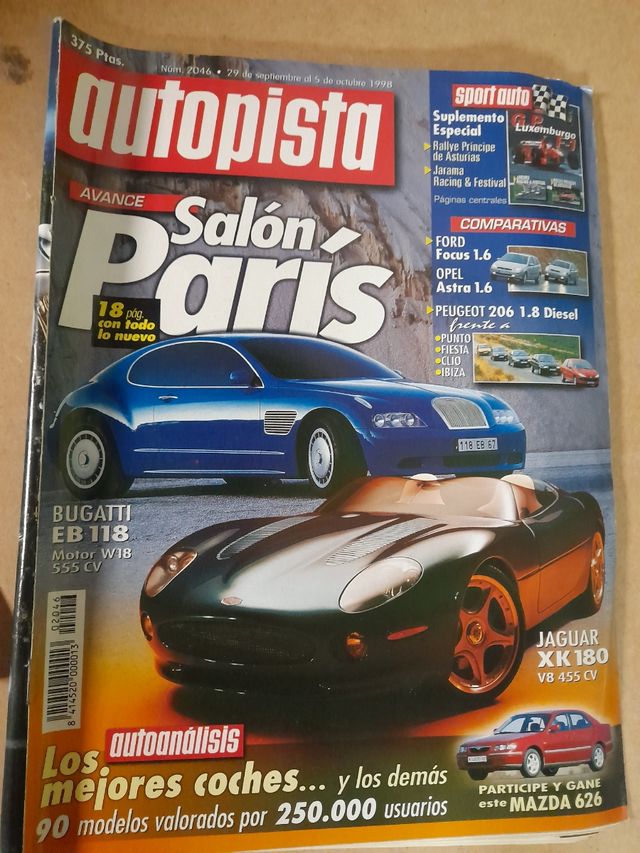 375 Ptas.
Núm. 2046 • 29 de septiembre al 5 de octubre 1998
autopista
AVANCE
Salón
París
18 pág.
con todo
lo nuevo
sport auto
Suplemento
Especial
G.P.
Luxemburgo
Rallye Príncipe
de Asturias
Jarama
Racing & Festival
Páginas centrales
COMPARATIVAS
FORD
Focus 1.6
OPEL
Astra 1.6
PEUGEOT 206 1.8 Diesel
frente a
•PUNTO
•FIESTA
•CLIO
•IBIZA
118 EB 67
BUGATTI
EB 118
Motor W18
555 CV
JAGUAR
XK 180
V8 455 CV
02046
8 414520 000013
autoanálisis
Los
mejores coches... y los demás
90 modelos valorados por 250.000 usuarios
PARTICIPE Y GANE
este MAZDA 626